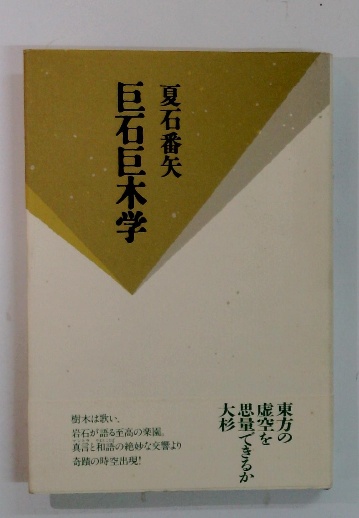 夏石番矢
巨石巨木学
東方の
虚空を
思量できるか
大杉
樹木は歌い、
岩石が語る至高の楽園。
真言と和語の絶妙な交響より
奇蹟の時空出現!